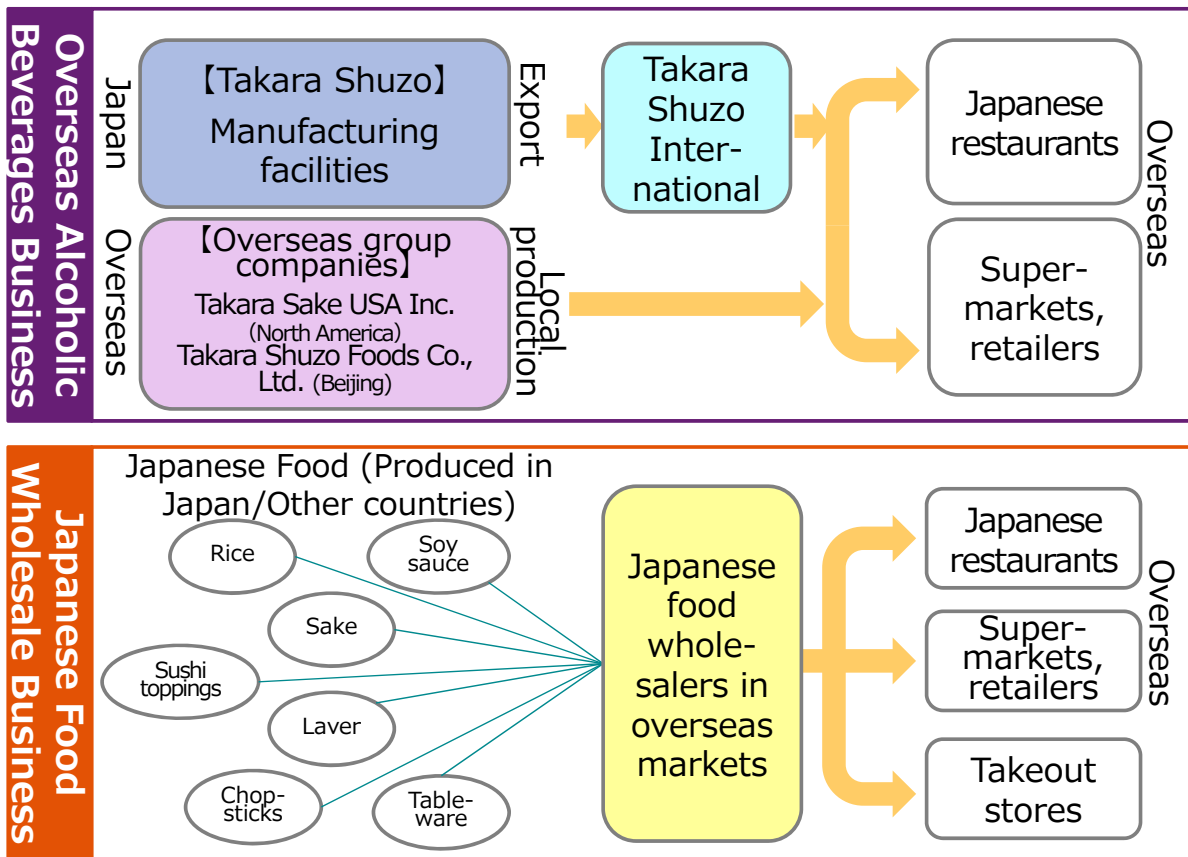 Overseas Alcoholic
Beverages Business
Japan
【Takara Shuzo】
Manufacturing
facilities
Export
Takara
Shuzo
Inter-
national
Japanese
restaurants
Overseas
Overseas
【Overseas group
companies】
Takara Sake USA Inc.
(North America)
Takara Shuzo Foods Co.,
Ltd. (Beijing)
Local
production
Super-
markets,
retailers
Japanese Food
Wholesale Business
Japanese Food (Produced in
Japan/Other countries)
Rice
Soy
sauce
Sake
Sushi
toppings
Laver
Chop-
sticks
Table-
ware
Japanese
food
whole-
salers in
overseas
markets
Japanese
restaurants
Super-
markets,
retailers
Takeout
stores
Overseas